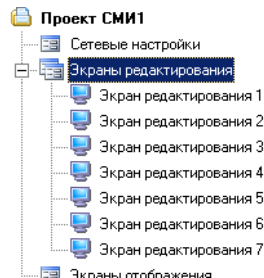 Проект СМИ1
Сетевые настройки
Экраны редактирования
Экран редактирования 1
Экран редактирования 2
Экран редактирования 3
Экран редактирования 4
Экран редактирования 5
Экран редактирования 6
Экран редактирования 7
Экраны отображения